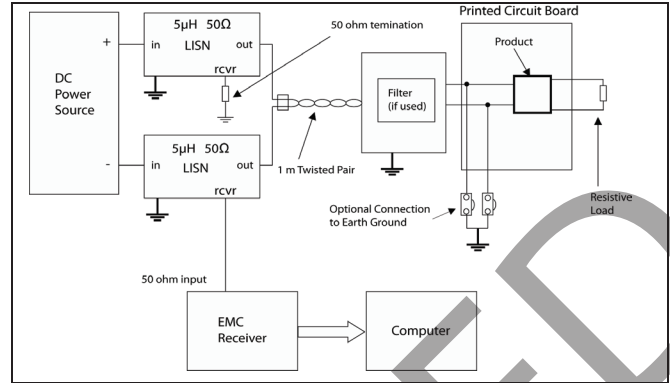 Printed Circuit Board
5µH 50Ω
LISN
in
out
rcvr
50 ohm temination
Product
+
DC
Power
Source
-
Filter
(if used)
5µH 50Ω
LISN
in
out
rcvr
1 m Twisted Pair
Optional Connection
to Earth Ground
Resistive
Load
50 ohm input
EMC
Receiver
Computer